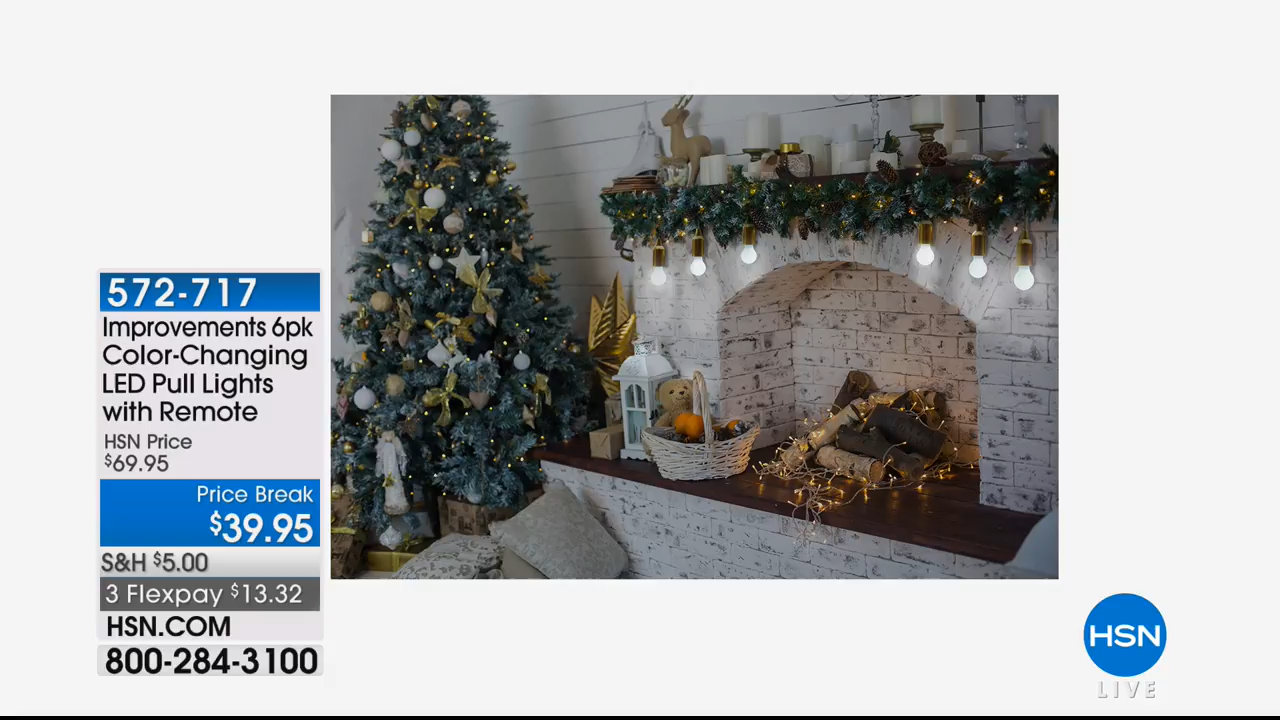 572-717
Improvements 6pk
Color-Changing
LED Pull Lights
with Remote
HSN Price
$69.95
Price Break
$39.95
S&H $5.00
3 Flexpay $13.32
HSN.COM
800-284-3100
HSN
LIVE